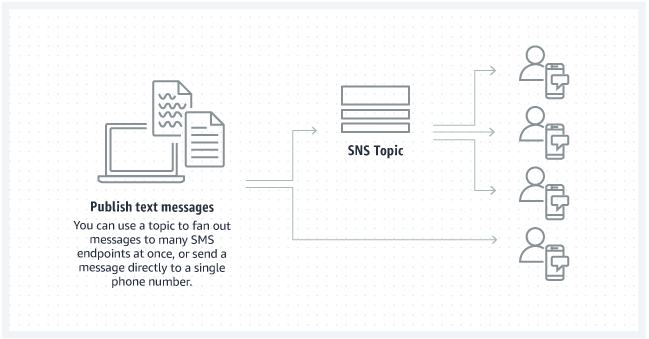 SNS Topic
Publish text messages
You can use a topic to fan out
messages to many SMS
endpoints at once, or send a
message directly to a single
phone number.